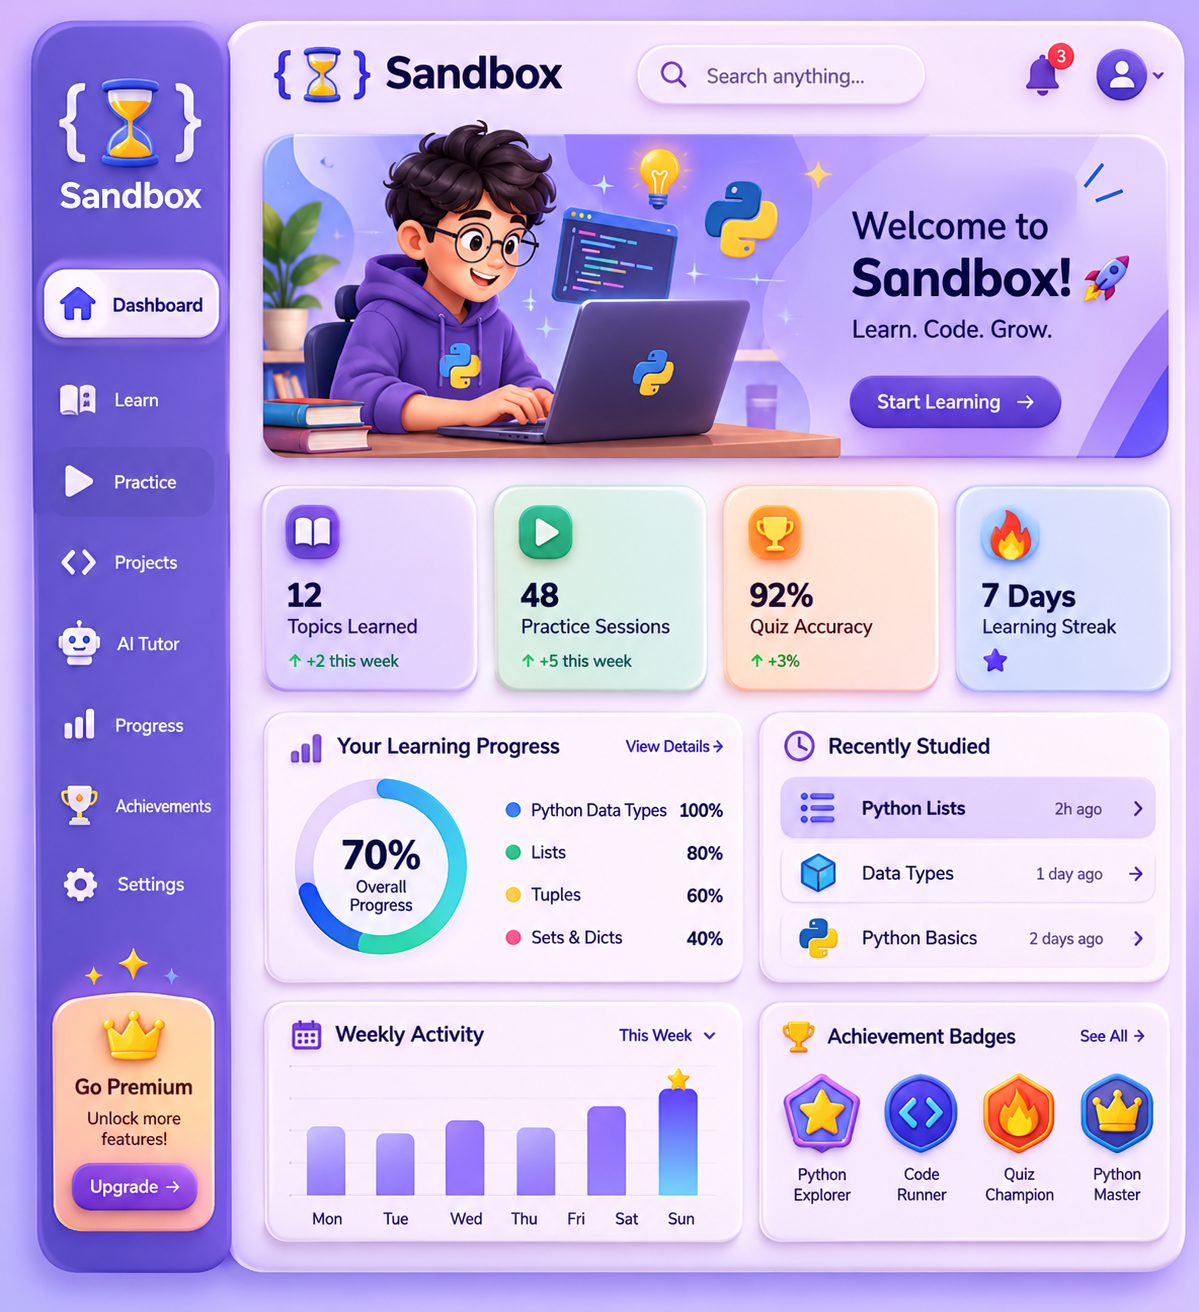 Sandbox
Dashboard
Learn
Practice
Projects
AI Tutor
Progress
Achievements
Settings
Go Premium
Unlock more
features!
Upgrade →
{ } Sandbox
Search anything...
3
Welcome to
Sandbox!
Learn. Code. Grow.
Start Learning →
12
Topics Learned
↑ +2 this week
48
Practice Sessions
↑ +5 this week
92%
Quiz Accuracy
↑ +3%
7 Days
Learning Streak
Your Learning Progress
View Details →
70%
Overall
Progress
Python Data Types 100%
Lists 80%
Tuples 60%
Sets & Dicts 40%
Recently Studied
Python Lists 2h ago
Data Types 1 day ago
Python Basics 2 days ago
Weekly Activity
This Week
Mon Tue Wed Thu Fri Sat Sun
Achievement Badges
See All →
Python
Explorer
Code
Runner
Quiz
Champion
Python
Master